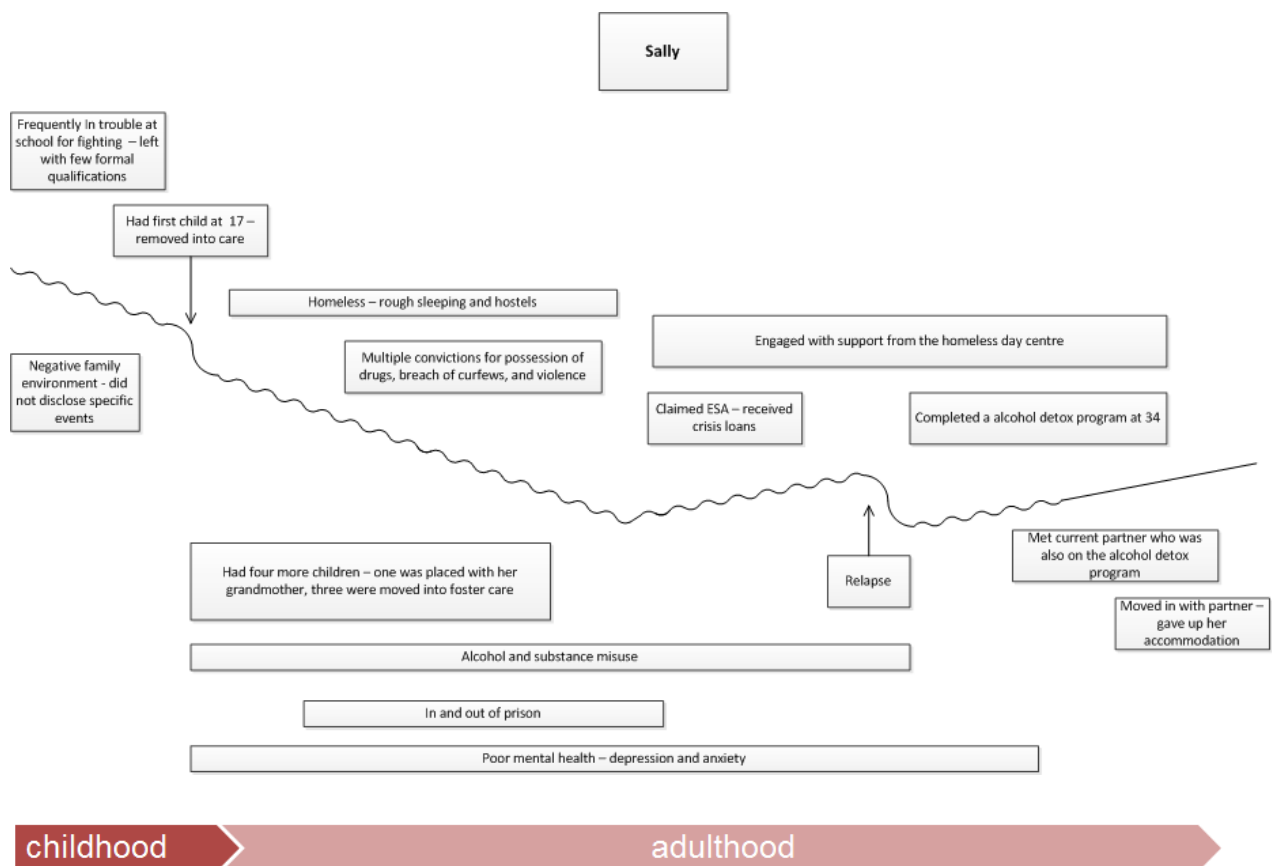 Sally
Frequently In trouble at
school for fighting – left
with few formal
qualifications
Had first child at 17 –
removed into care
Homeless – rough sleeping and hostels
Engaged with support from the homeless day centre
Multiple convictions for possession of
drugs, breach of curfews, and violence
Negative family
environment - did
not disclose specific
events
Claimed ESA – received
crisis loans
Completed a alcohol detox program at 34
Had four more children – one was placed with her
grandmother, three were moved into foster care
Relapse
Met current partner who was
also on the alcohol detox
program
Moved in with partner –
gave up her
accommodation
Alcohol and substance misuse
In and out of prison
Poor mental health – depression and anxiety
childhood
adulthood